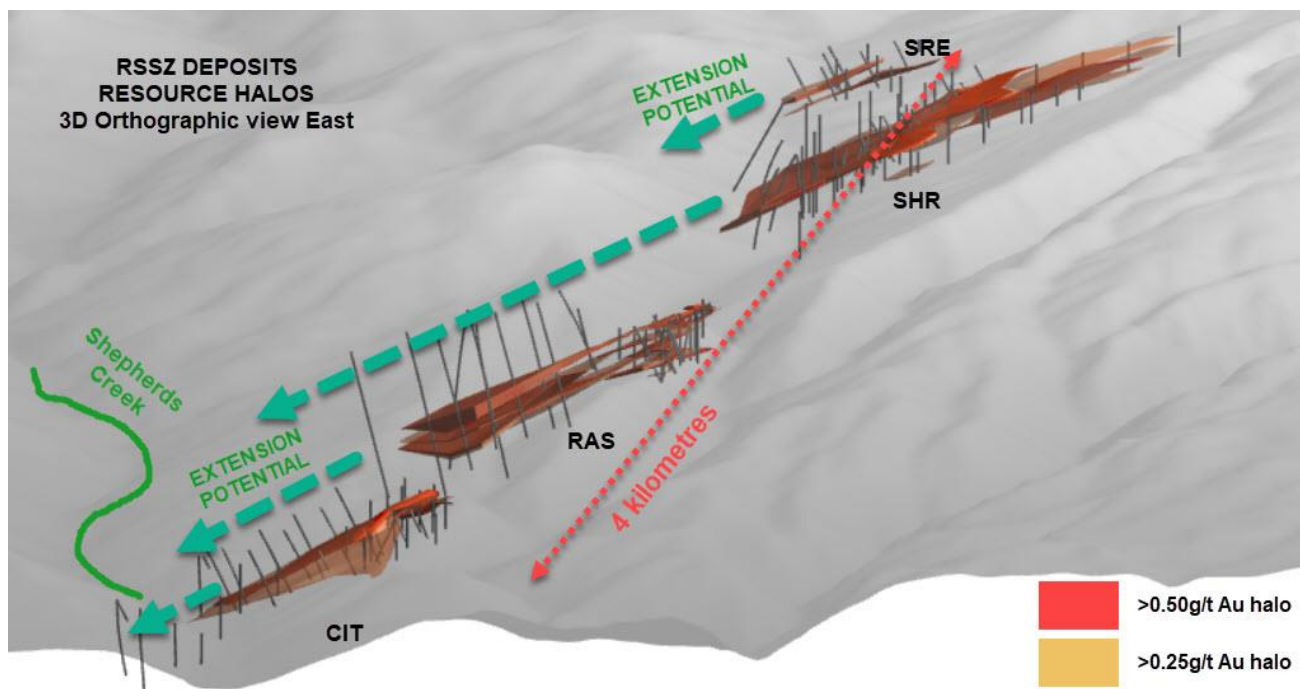 RSSZ DEPOSITS
RESOURCE HALOS
3D Orthographic view East
EXTENSION
POTENTIAL
SRE
SHR
Shepherds
Creek
EXTENSION
POTENTIAL
RAS
4 kilometres
CIT
>0.50g/t Au halo
>0.25g/t Au halo